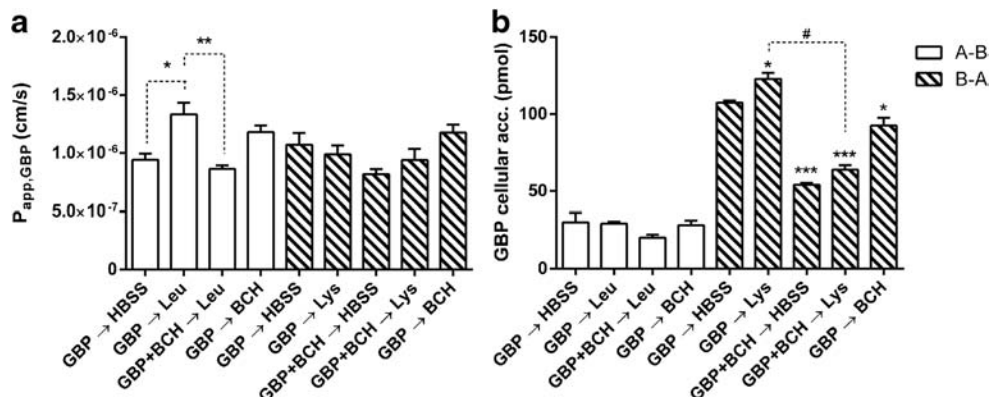 a
P_app,GBP (cm/s)
2.0×10⁻⁶
1.5×10⁻⁶
1.0×10⁻⁶
5.0×10⁻⁷
0
*
**
GBP → HBSS
GBP → Leu
GBP+BCH → Leu
GBP → BCH
GBP → HBSS
GBP → Lys
GBP+BCH → HBSS
GBP+BCH → Lys
GBP → BCH
b
GBP cellular acc. (pmol)
150
100
50
0
#
*
***
***
*
GBP → HBSS
GBP → Leu
GBP+BCH → Leu
GBP → BCH
GBP → HBSS
GBP → Lys
GBP+BCH → HBSS
GBP+BCH → Lys
GBP → BCH
A-B
B-A